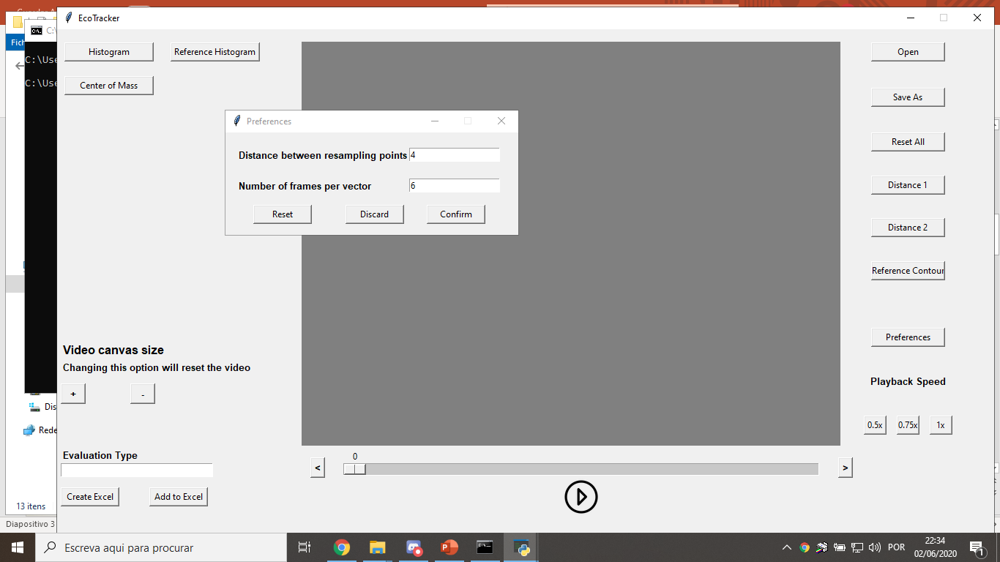 EcoTracker
Fich
C:\
C:\Use
C:\Use
Histogram
Reference Histogram
Center of Mass
Preferences
Distance between resampling points 4
Number of frames per vector 6
Reset
Discard
Confirm
Open
Save As
Reset All
Distance 1
Distance 2
Reference Contour
Preferences
Playback Speed
0.5x
0.75x
1x
Video canvas size
Changing this option will reset the video
+
-
Dis
Rede
Evaluation Type
Create Excel
Add to Excel
0
<
>
13 itens
Diapositivo 3
Escreva aqui para procurar
POR
22:34
02/06/2020
1